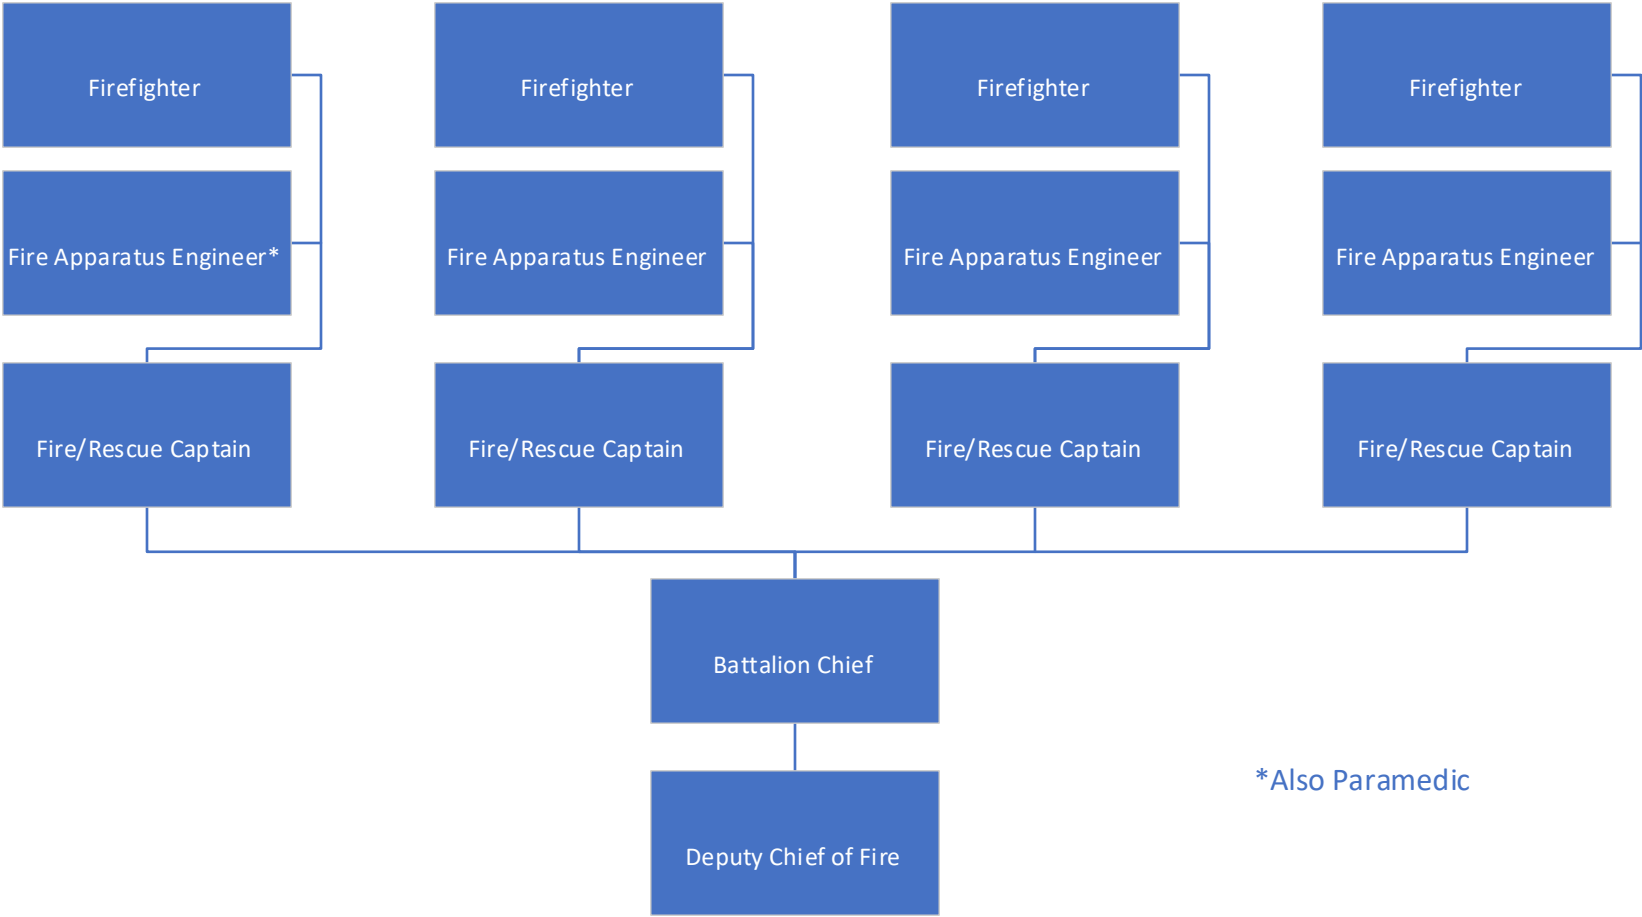 Firefighter
Firefighter
Firefighter
Firefighter
Fire Apparatus Engineer*
Fire Apparatus Engineer
Fire Apparatus Engineer
Fire Apparatus Engineer
Fire/Rescue Captain
Fire/Rescue Captain
Fire/Rescue Captain
Fire/Rescue Captain
Battalion Chief
*Also Paramedic
Deputy Chief of Fire